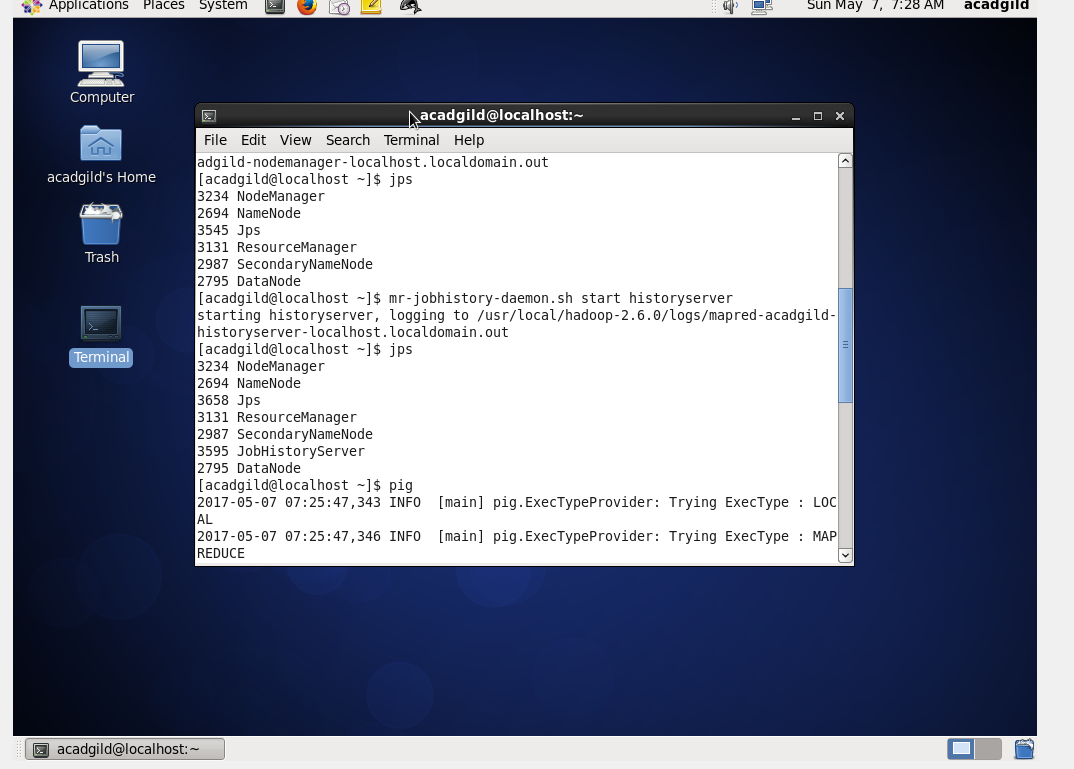 Applications Places System Sun May 7, 7:28 AM acadgild
Computer
acadgild's Home
Trash
Terminal
acadgild@localhost:~
File Edit View Search Terminal Help
adgild-nodemanager-localhost.localdomain.out
[acadgild@localhost ~]$ jps
3234 NodeManager
2694 NameNode
3545 Jps
3131 ResourceManager
2987 SecondaryNameNode
2795 DataNode
[acadgild@localhost ~]$ mr-jobhistory-daemon.sh start historyserver
starting historyserver, logging to /usr/local/hadoop-2.6.0/logs/mapred-acadgild-
historyserver-localhost.localdomain.out
[acadgild@localhost ~]$ jps
3234 NodeManager
2694 NameNode
3658 Jps
3131 ResourceManager
2987 SecondaryNameNode
3595 JobHistoryServer
2795 DataNode
[acadgild@localhost ~]$ pig
2017-05-07 07:25:47,343 INFO  [main] pig.ExecTypeProvider: Trying ExecType : LOC
AL
2017-05-07 07:25:47,346 INFO  [main] pig.ExecTypeProvider: Trying ExecType : MAP
REDUCE
acadgild@localhost:~